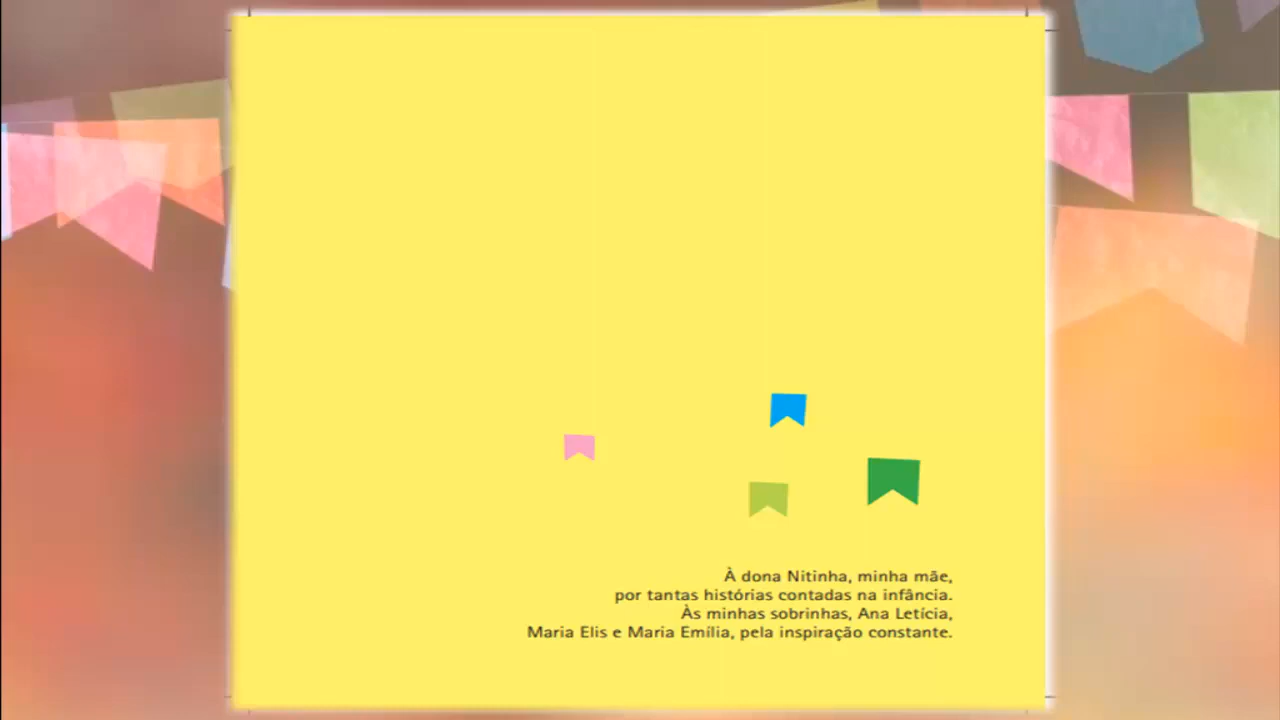 À dona Nitinha, minha mãe,
por tantas histórias contadas na infância.
Às minhas sobrinhas, Ana Letícia,
Maria Elis e Maria Emília, pela inspiração constante.